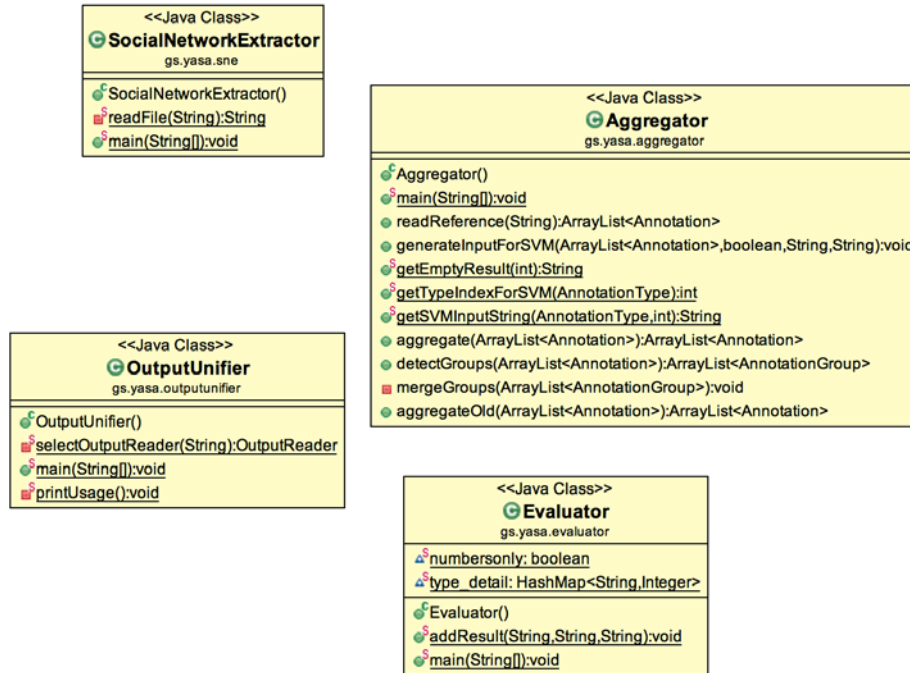 <<Java Class>>
SocialNetworkExtractor
gs.yasa.sne
SocialNetworkExtractor()
readFile(String):String
main(String[]):void
<<Java Class>>
Aggregator
gs.yasa.aggregator
Aggregator()
main(String[]):void
readReference(String):ArrayList<Annotation>
generateInputForSVM(ArrayList<Annotation>,boolean,String,String):void
getEmptyResult(int):String
getTypeIndexForSVM(AnnotationType):int
getSVMInputString(AnnotationType,int):String
aggregate(ArrayList<Annotation>):ArrayList<Annotation>
detectGroups(ArrayList<Annotation>):ArrayList<AnnotationGroup>
mergeGroups(ArrayList<AnnotationGroup>):void
aggregateOld(ArrayList<Annotation>):ArrayList<Annotation>
<<Java Class>>
OutputUnifier
gs.yasa.outputunifier
OutputUnifier()
selectOutputReader(String):OutputReader
main(String[]):void
printUsage():void
<<Java Class>>
Evaluator
gs.yasa.evaluator
numbersonly: boolean
type_detail: HashMap<String,Integer>
Evaluator()
addResult(String,String,String):void
main(String[]):void